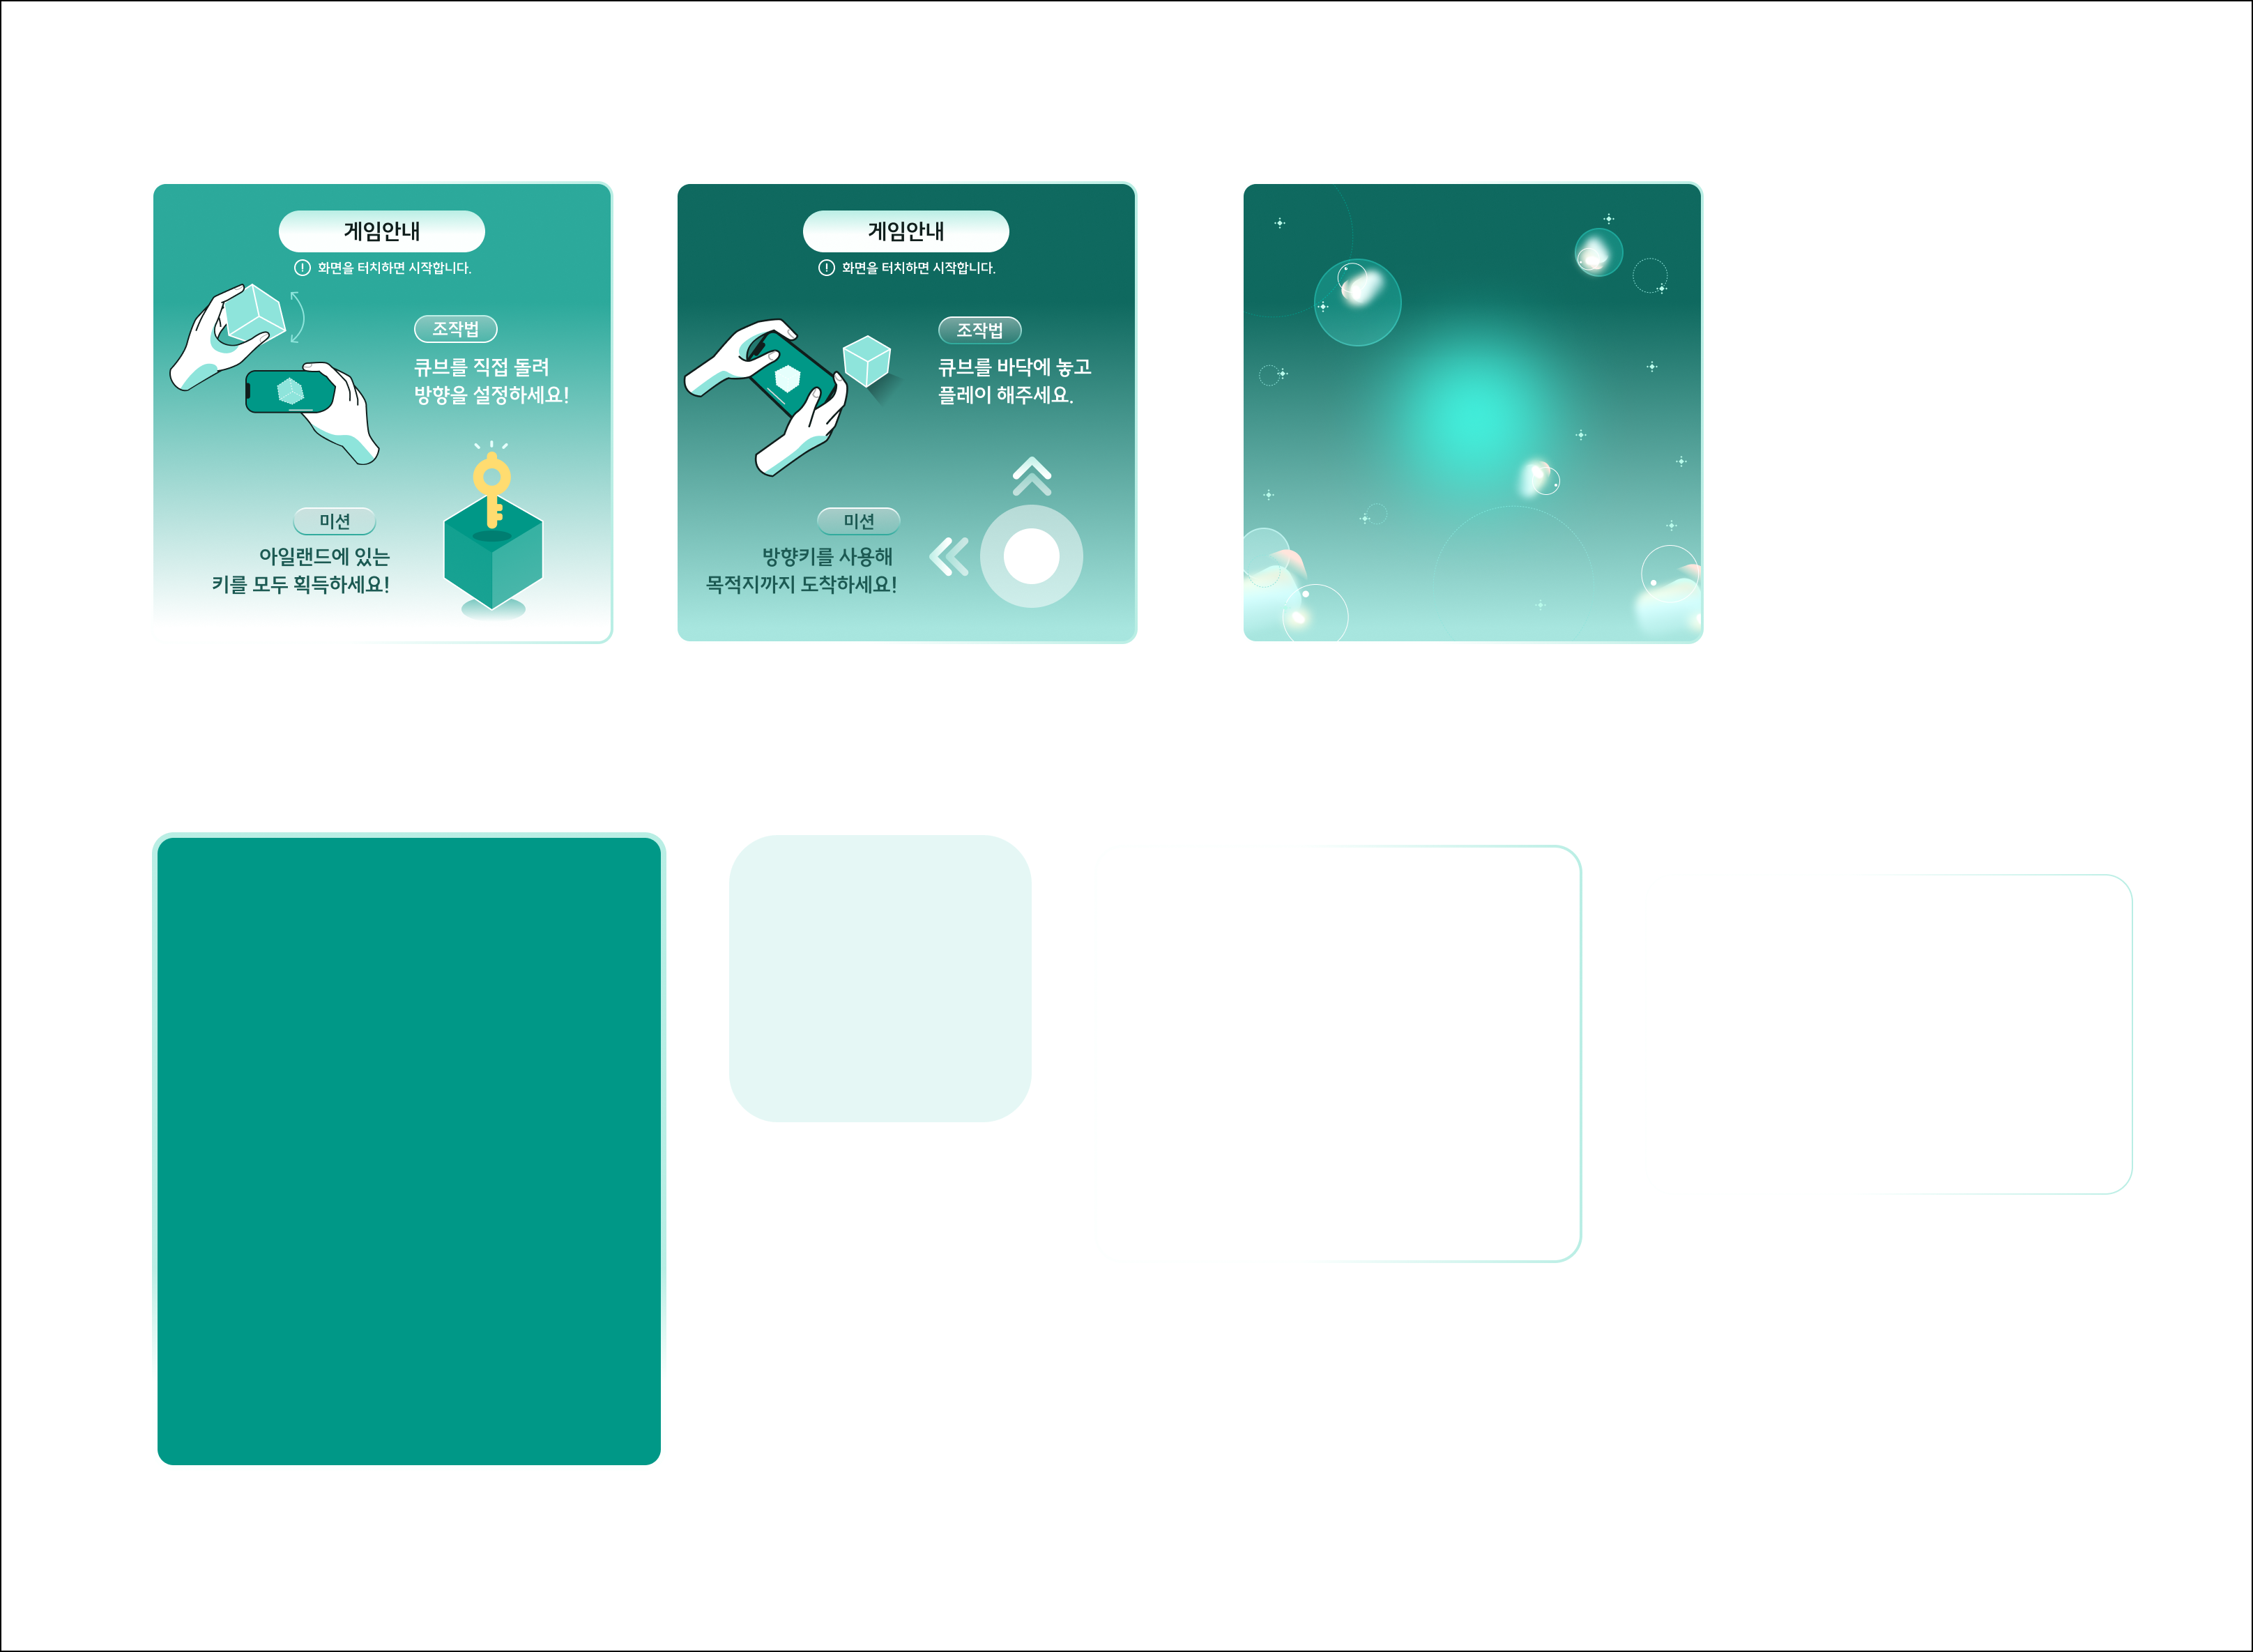 게임안내
! 화면을 터치하면 시작합니다.
조작법
큐브를 직접 돌려
방향을 설정하세요!
미션
아일랜드에 있는
키를 모두 획득하세요!
게임안내
! 화면을 터치하면 시작합니다.
조작법
큐브를 바닥에 놓고
플레이 해주세요.
미션
방향키를 사용해
목적지까지 도착하세요!